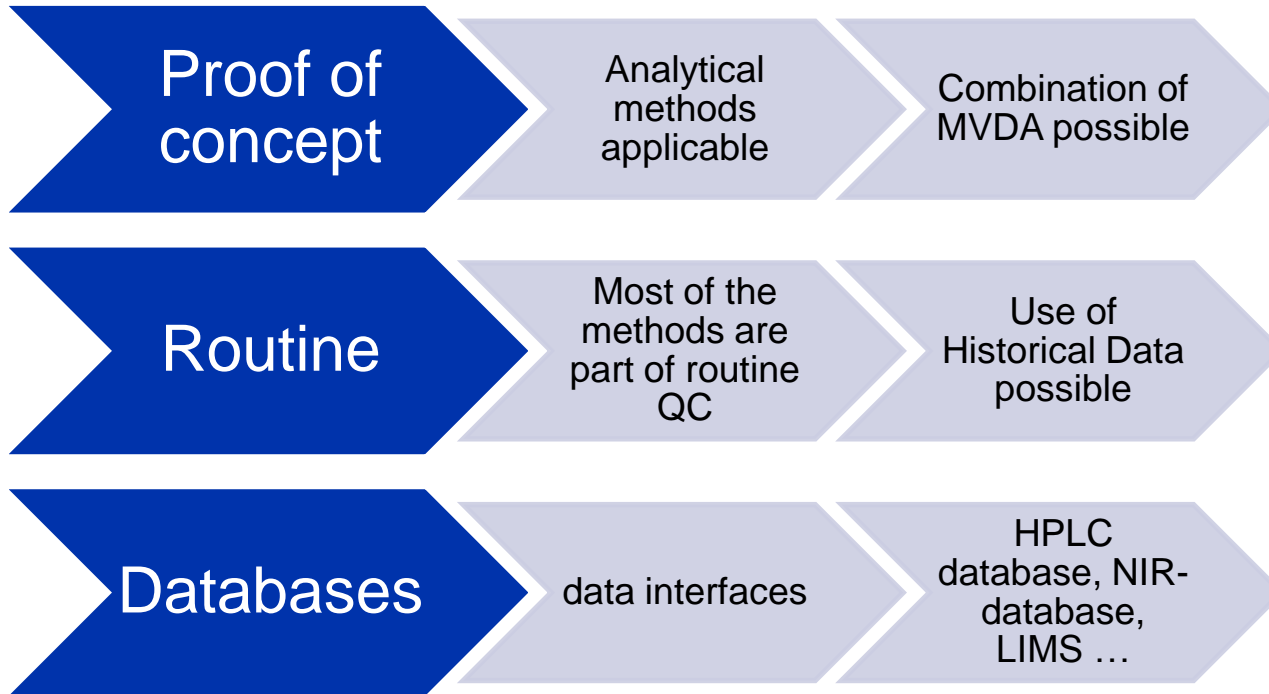 Proof of
concept
Analytical
methods
applicable
Combination of
MVDA possible
Routine
Most of the
methods are
part of routine
QC
Use of
Historical Data
possible
Databases
data interfaces
HPLC
database, NIR-
database,
LIMS …